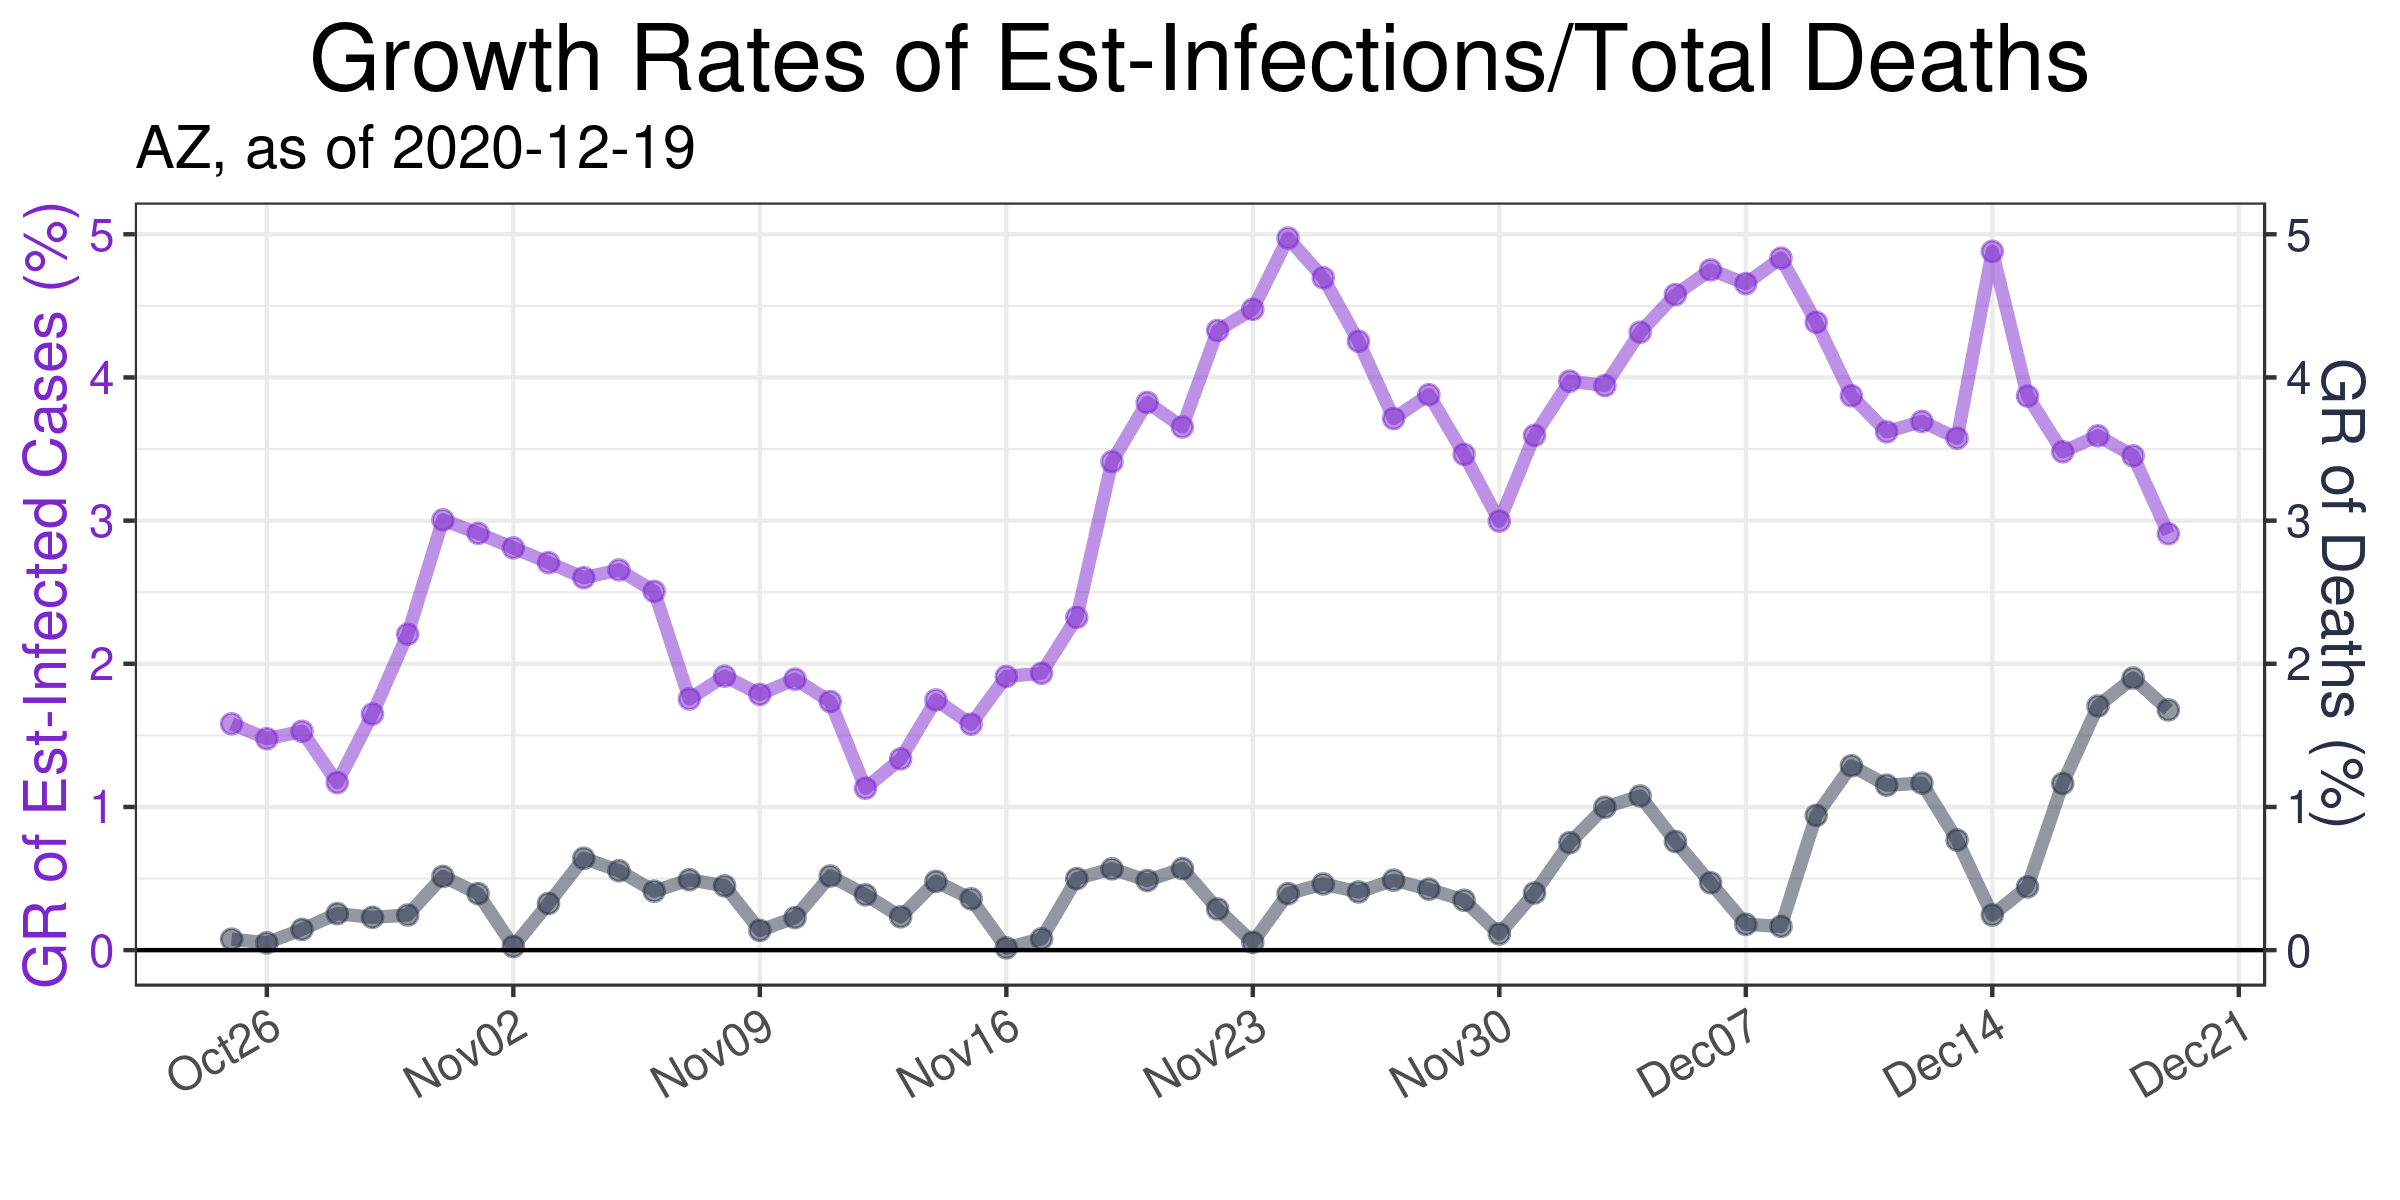 Growth Rates of Est-Infections/Total Deaths
AZ, as of 2020-12-19
GR of Est-Infected Cases (%)
5
4
3
2
1
0
5
4
3
2
1
0
GR of Deaths (%)
Oct26
Nov02
Nov09
Nov16
Nov23
Nov30
Dec07
Dec14
Dec21